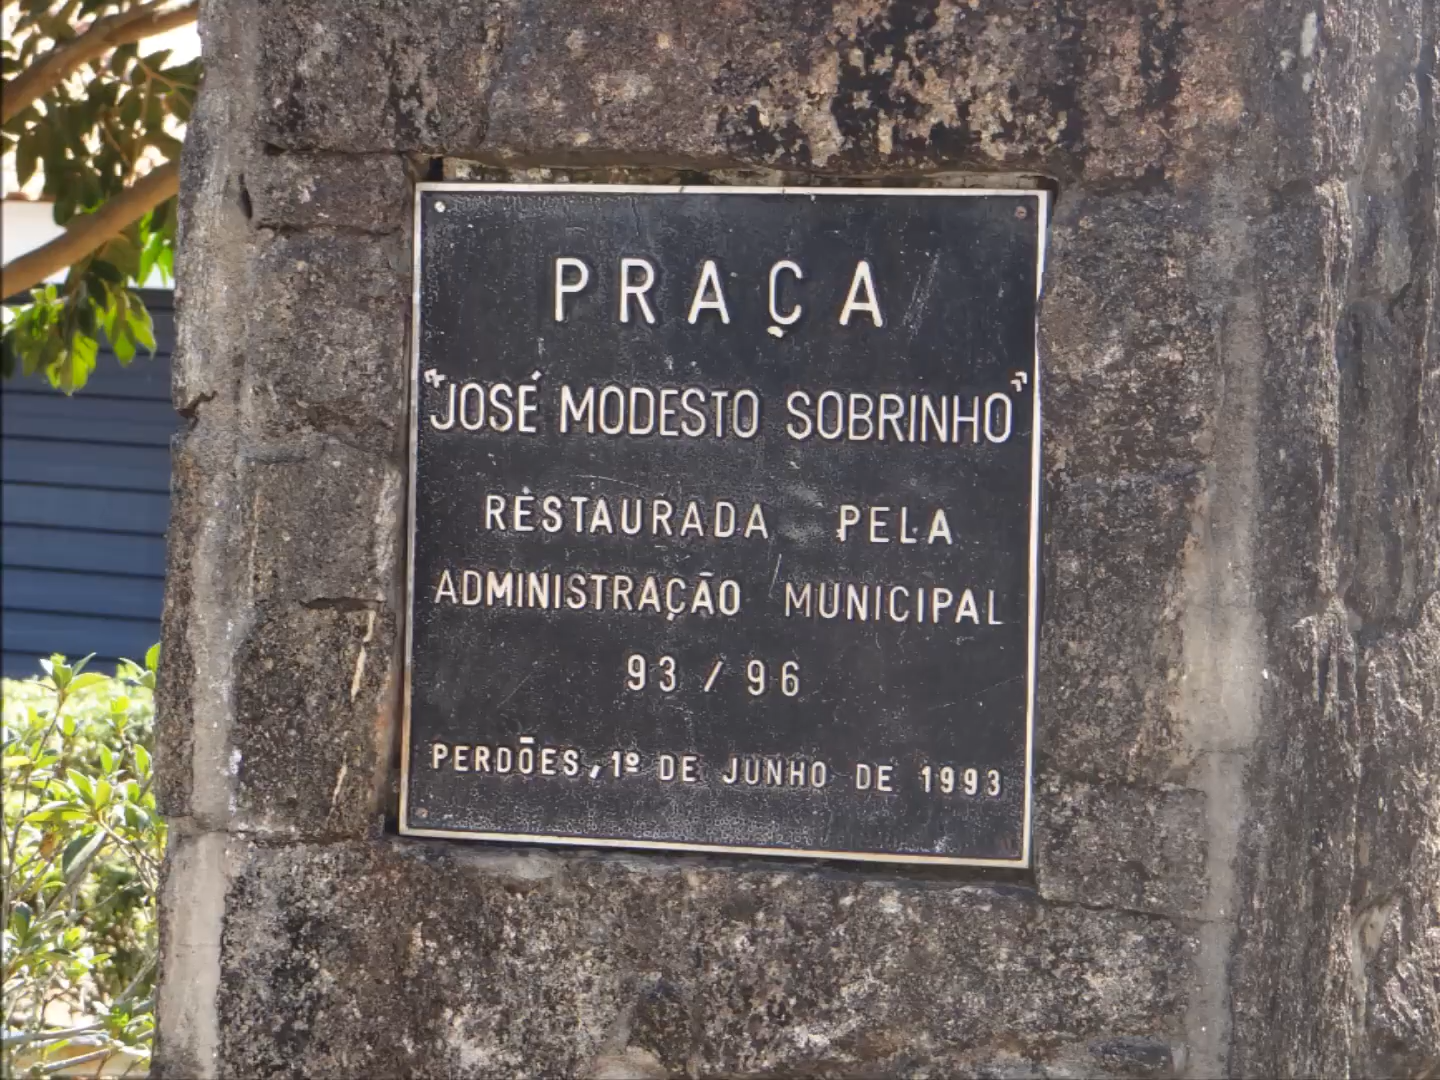 PRAÇA
"JOSÉ MODESTO SOBRINHO"
RESTAURADA PELA
ADMINISTRAÇÃO MUNICIPAL
93 / 96
PERDÕES, 1º DE JUNHO DE 1993